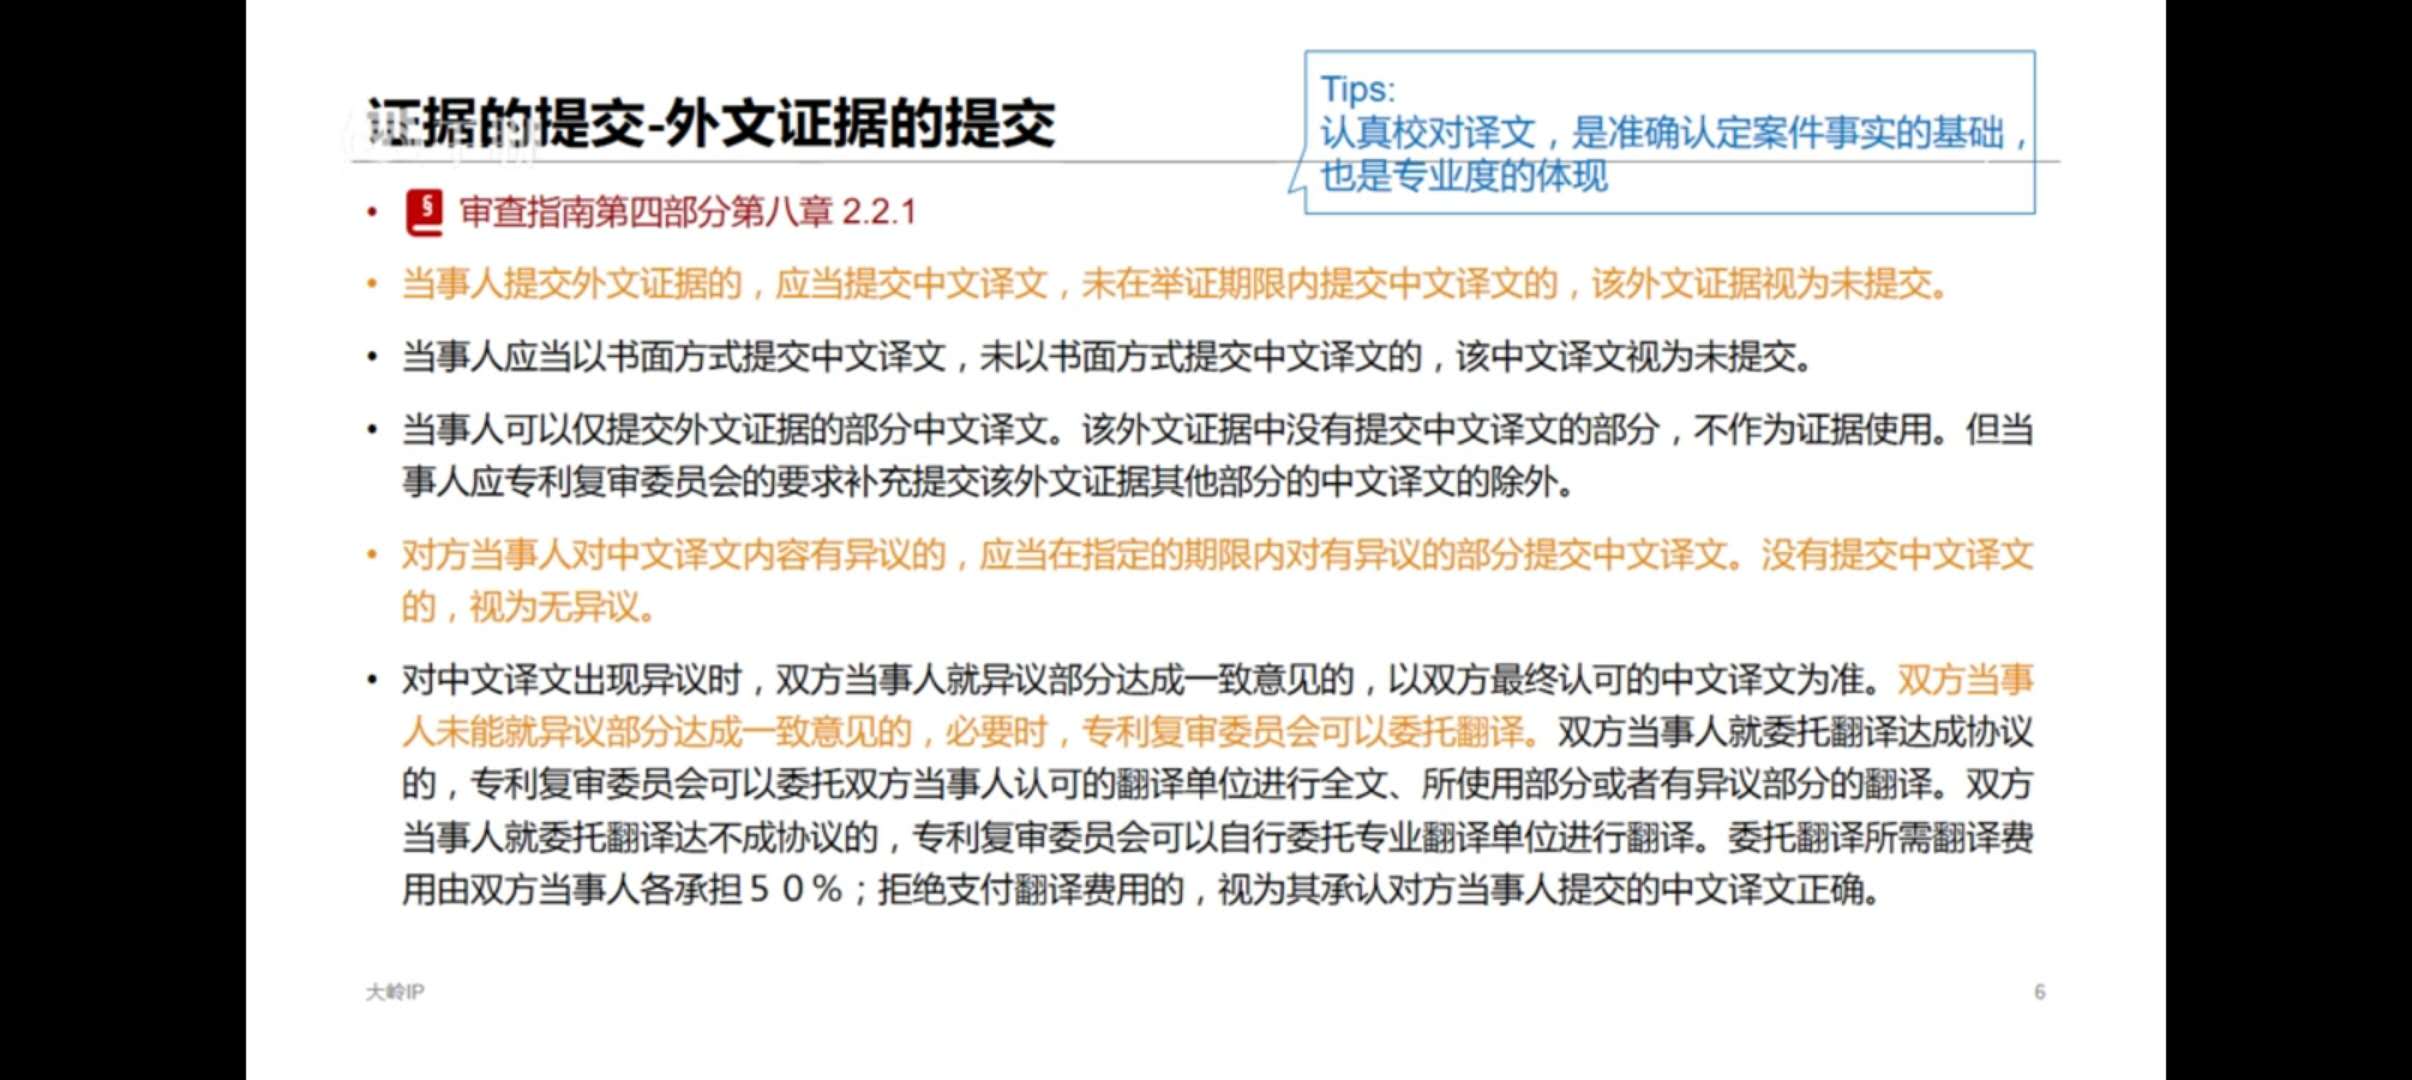 证据的提交-外文证据的提交
Tips:
认真校对译文，是准确认定案件事实的基础，
也是专业度的体现
• § 审查指南第四部分第八章 2.2.1
• 当事人提交外文证据的，应当提交中文译文，未在举证期限内提交中文译文的，该外文证据视为未提交。
• 当事人应当以书面方式提交中文译文，未以书面方式提交中文译文的，该中文译文视为未提交。
• 当事人可以仅提交外文证据的部分中文译文。该外文证据中没有提交中文译文的部分，不作为证据使用。但当
事人应专利复审委员会的要求补充提交该外文证据其他部分的中文译文的除外。
• 对方当事人对中文译文内容有异议的，应当在指定的期限内对有异议的部分提交中文译文。没有提交中文译文
的，视为无异议。
• 对中文译文出现异议时，双方当事人就异议部分达成一致意见的，以双方最终认可的中文译文为准。双方当事
人未能就异议部分达成一致意见的，必要时，专利复审委员会可以委托翻译。双方当事人就委托翻译达成协议
的，专利复审委员会可以委托双方当事人认可的翻译单位进行全文、所使用部分或者有异议部分的翻译。双方
当事人就委托翻译达不成协议的，专利复审委员会可以自行委托专业翻译单位进行翻译。委托翻译所需翻译费
用由双方当事人各承担５０％；拒绝支付翻译费用的，视为其承认对方当事人提交的中文译文正确。
大岭IP
6